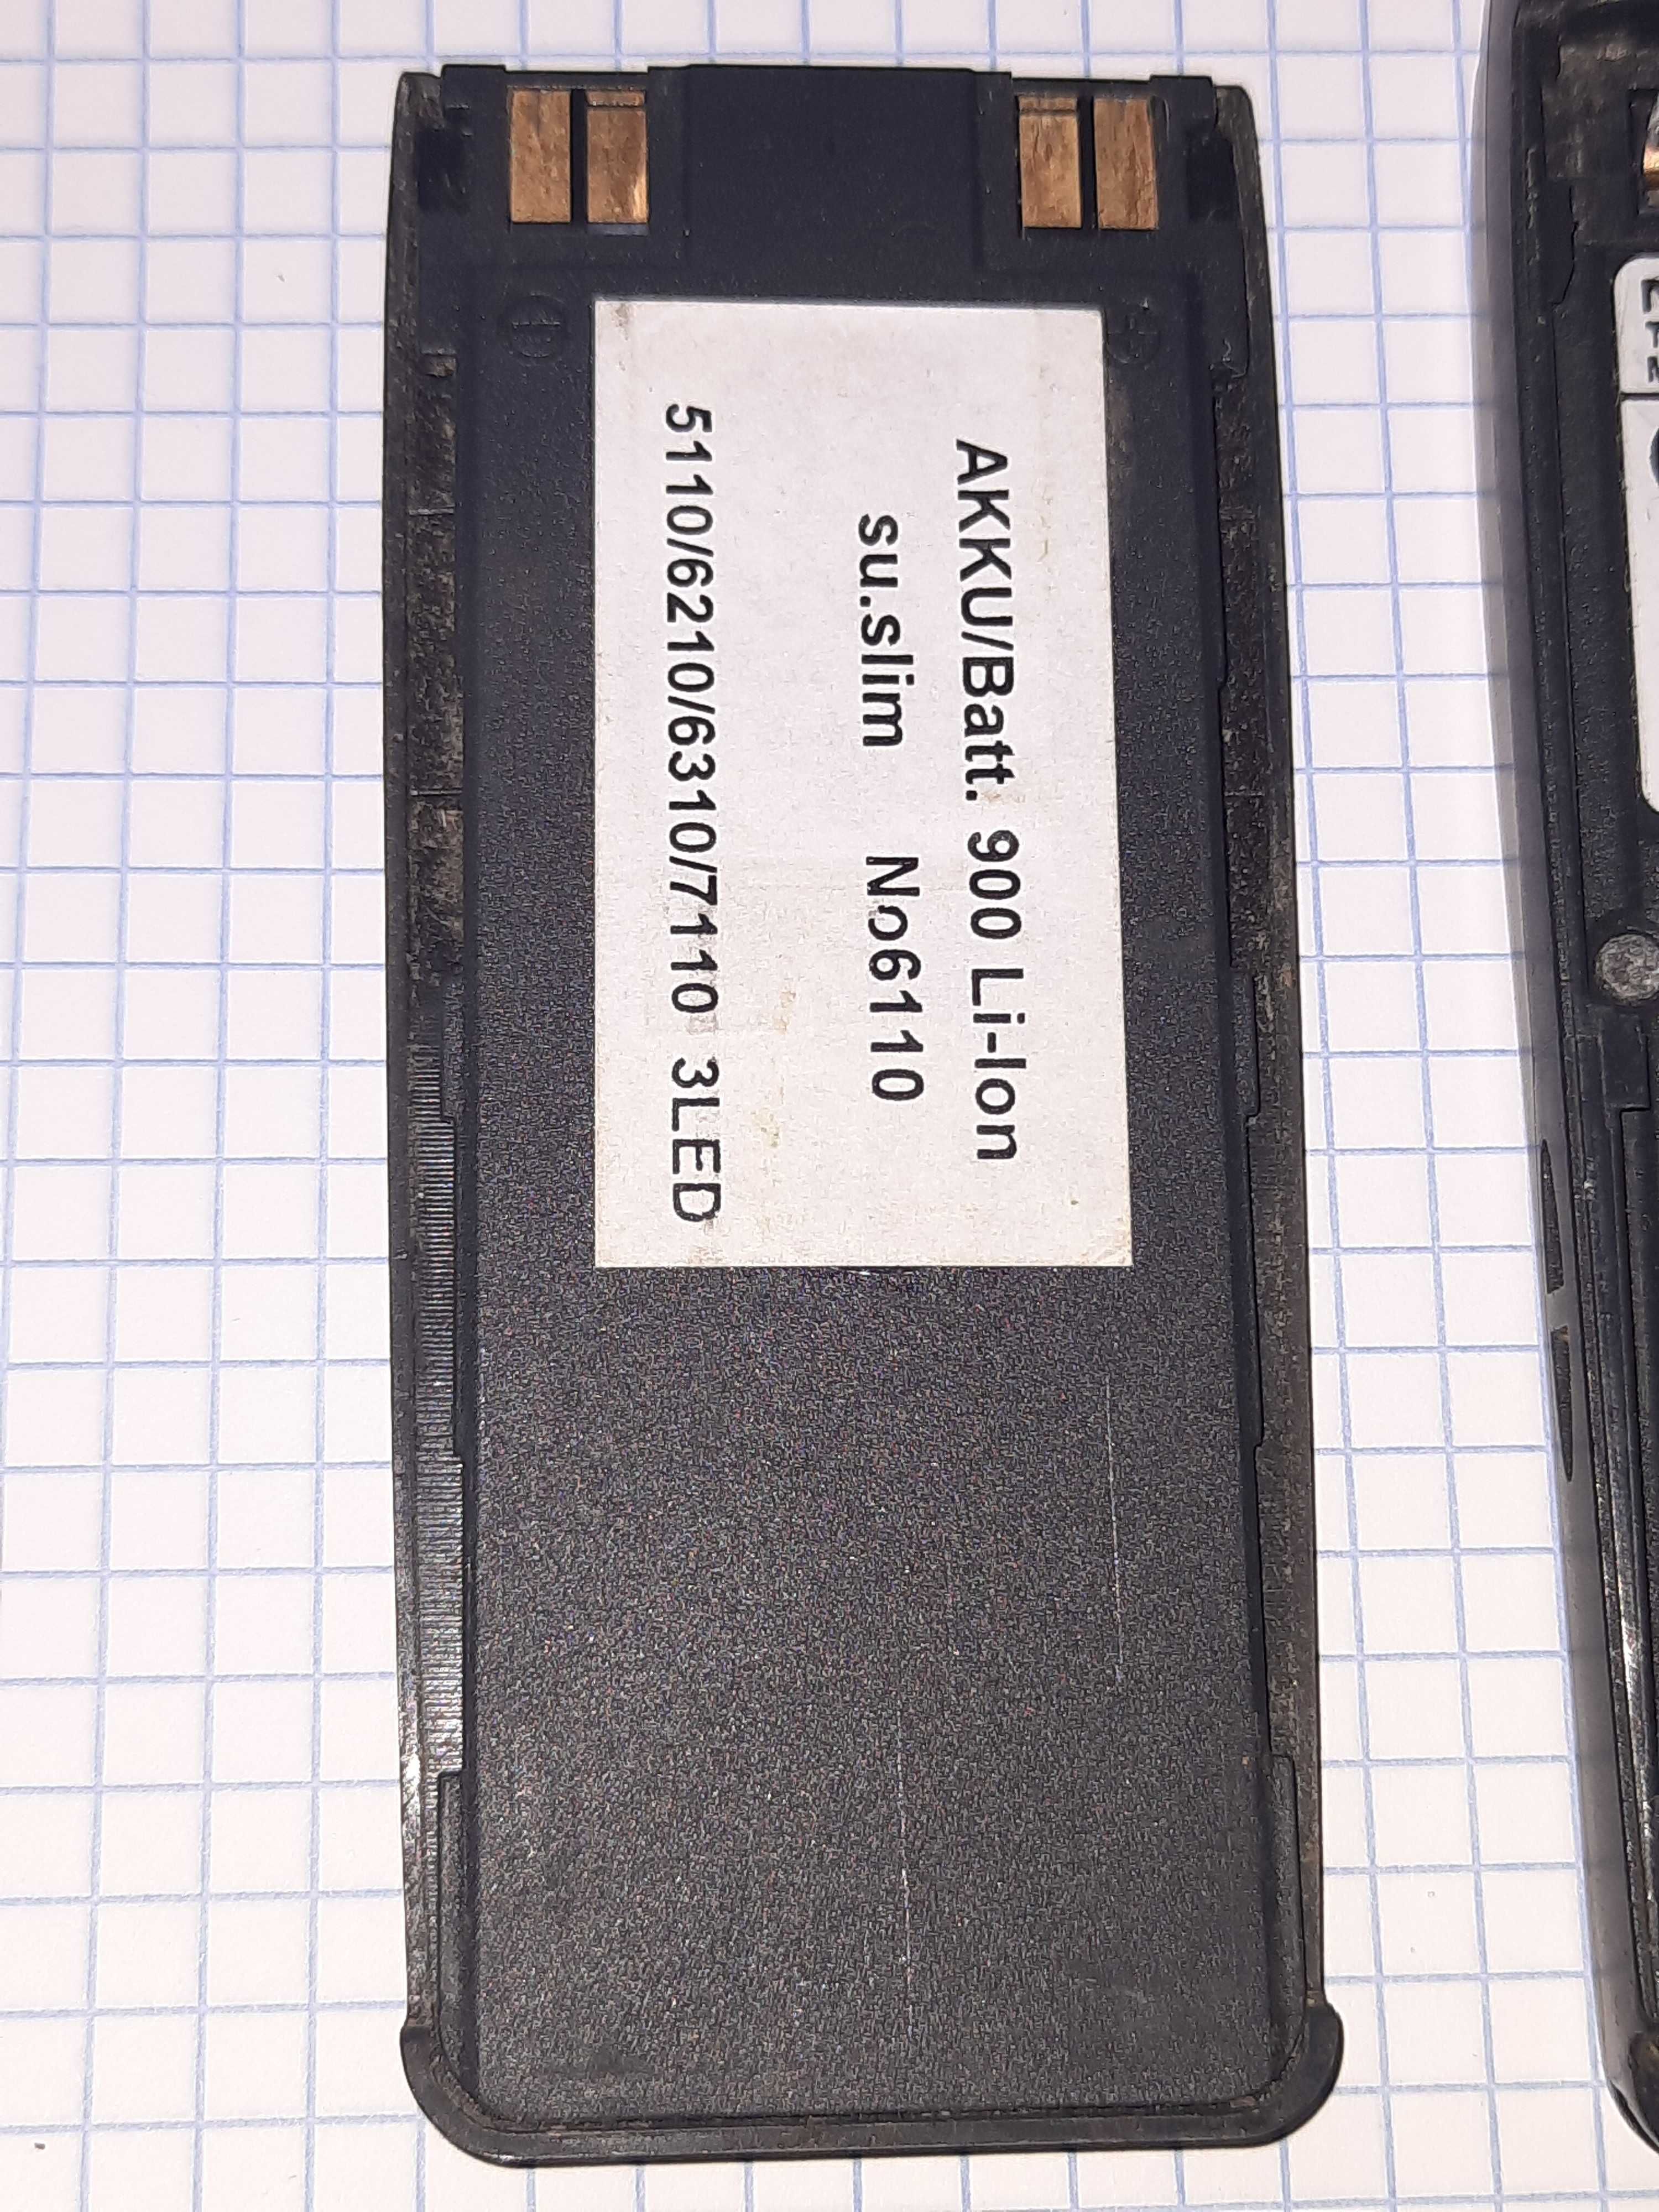 AKKU/Batt. 900 Li-Ion
su.slim No6110
5110/6210/6310/7110 3LED